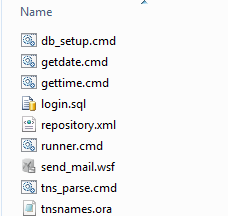 Name
db_setup.cmd
getdate.cmd
gettime.cmd
login.sql
repository.xml
runner.cmd
send_mail.wsf
tns_parse.cmd
tnsnames.ora